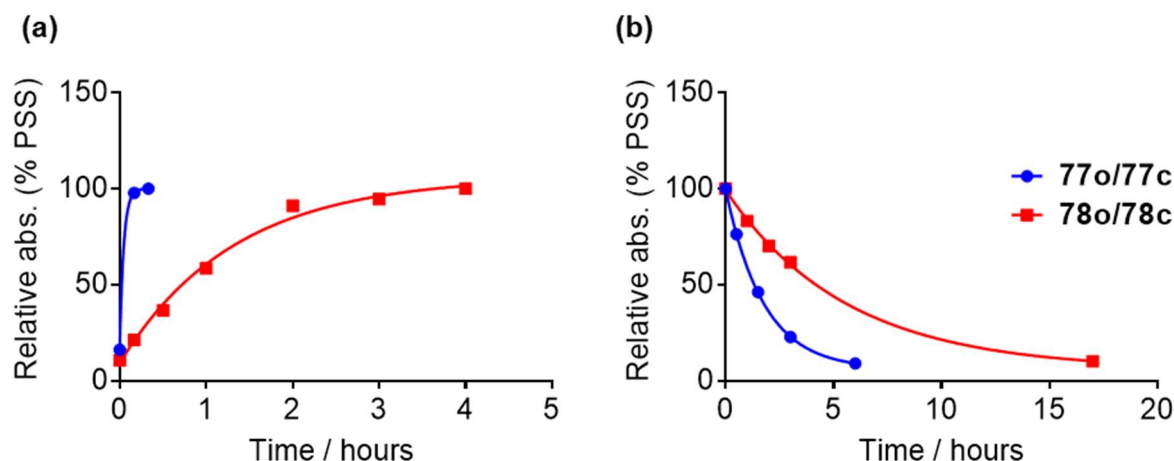 (a)
Relative abs. (% PSS)
150
100
50
0
0 1 2 3 4 5
Time / hours
(b)
Relative abs. (% PSS)
150
100
50
0
0 5 10 15 20
Time / hours
77o/77c
78o/78c